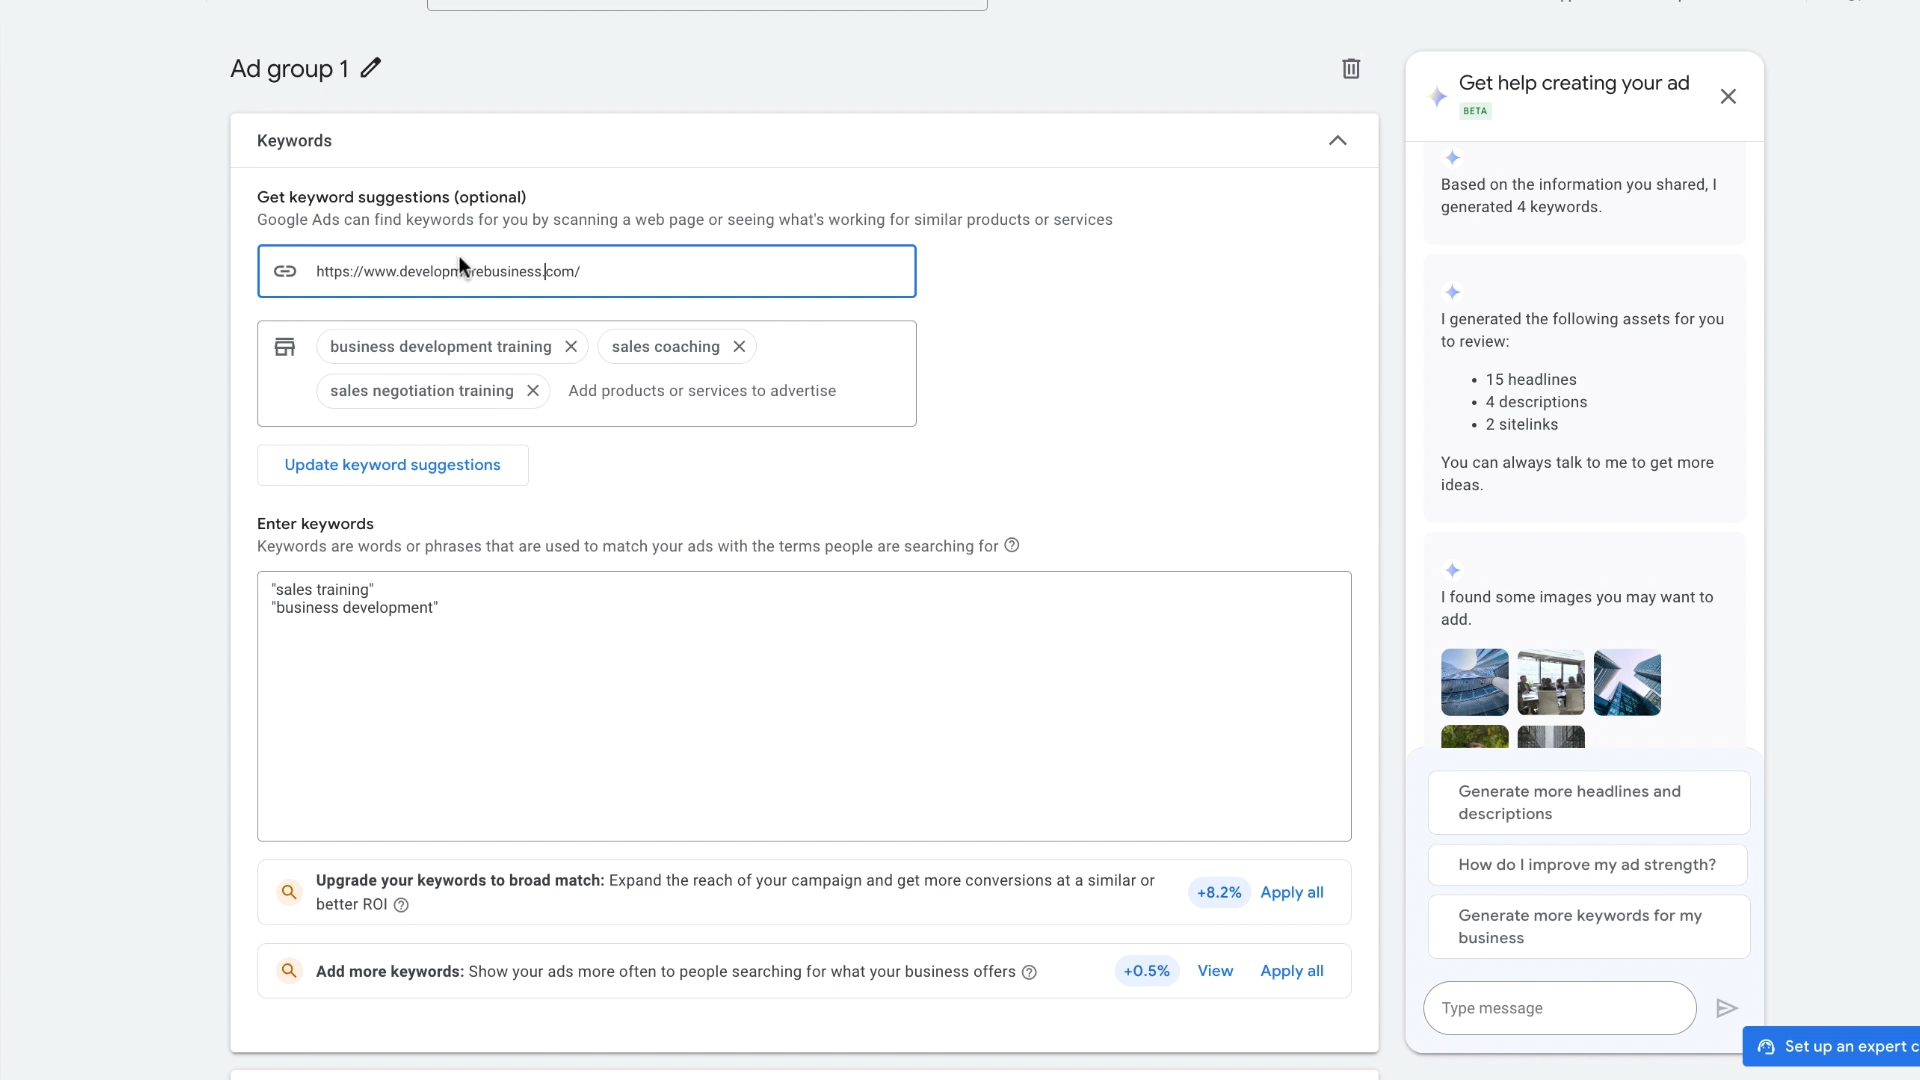 Ad group 1
Keywords
Get keyword suggestions (optional)
Google Ads can find keywords for you by scanning a web page or seeing what's working for similar products or services
https://www.developmorebusiness.com/
business development training
sales coaching
sales negotiation training
Add products or services to advertise
Update keyword suggestions
Enter keywords
Keywords are words or phrases that are used to match your ads with the terms people are searching for
"sales training"
"business development"
Upgrade your keywords to broad match: Expand the reach of your campaign and get more conversions at a similar or
better ROI
+8.2%
Apply all
Add more keywords: Show your ads more often to people searching for what your business offers
+0.5%
View
Apply all
Get help creating your ad
BETA
Based on the information you shared, I
generated 4 keywords.
I generated the following assets for you
to review:
• 15 headlines
• 4 descriptions
• 2 sitelinks
You can always talk to me to get more
ideas.
I found some images you may want to
add.
Generate more headlines and
descriptions
How do I improve my ad strength?
Generate more keywords for my
business
Type message
Set up an expert c